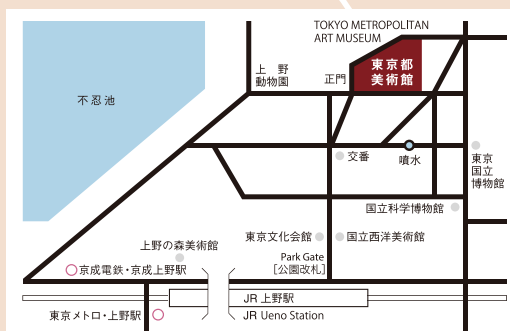 TOKYO METROPOLITAN
ART MUSEUM
東京都
美術館
上野
動物園
正門
不忍池
交番
噴水
東京
国立
博物館
国立科学博物館
東京文化会館
国立西洋美術館
上野の森美術館
Park Gate
[公園改札]
京成電鉄・京成上野駅
JR 上野駅
東京メトロ・上野駅
JR Ueno Station